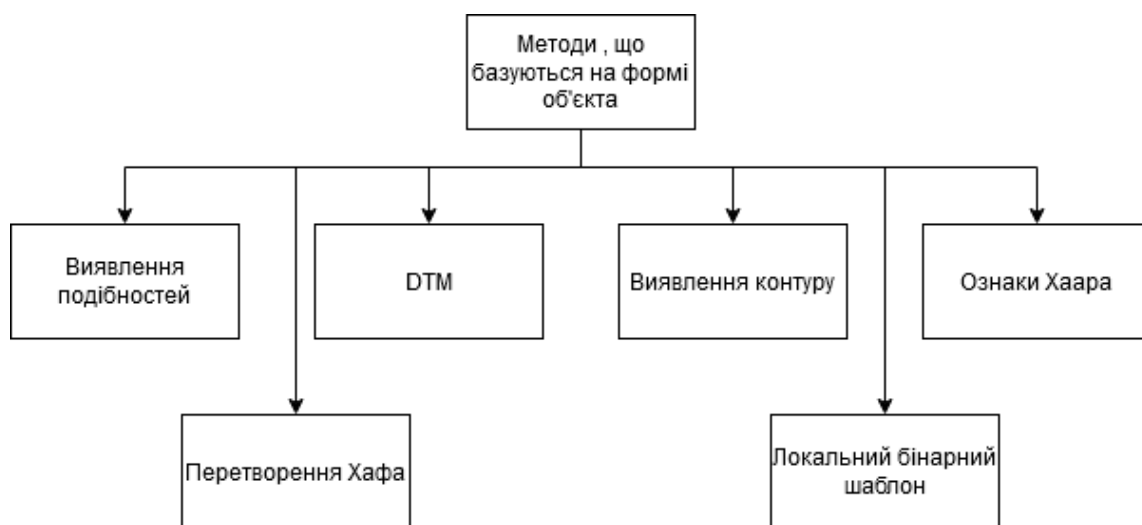 Методи , що
базуються на формі
об'єкта
Виявлення
подібностей
DTM
Виявлення контуру
Ознаки Хаара
Перетворення Хафа
Локальний бінарний
шаблон